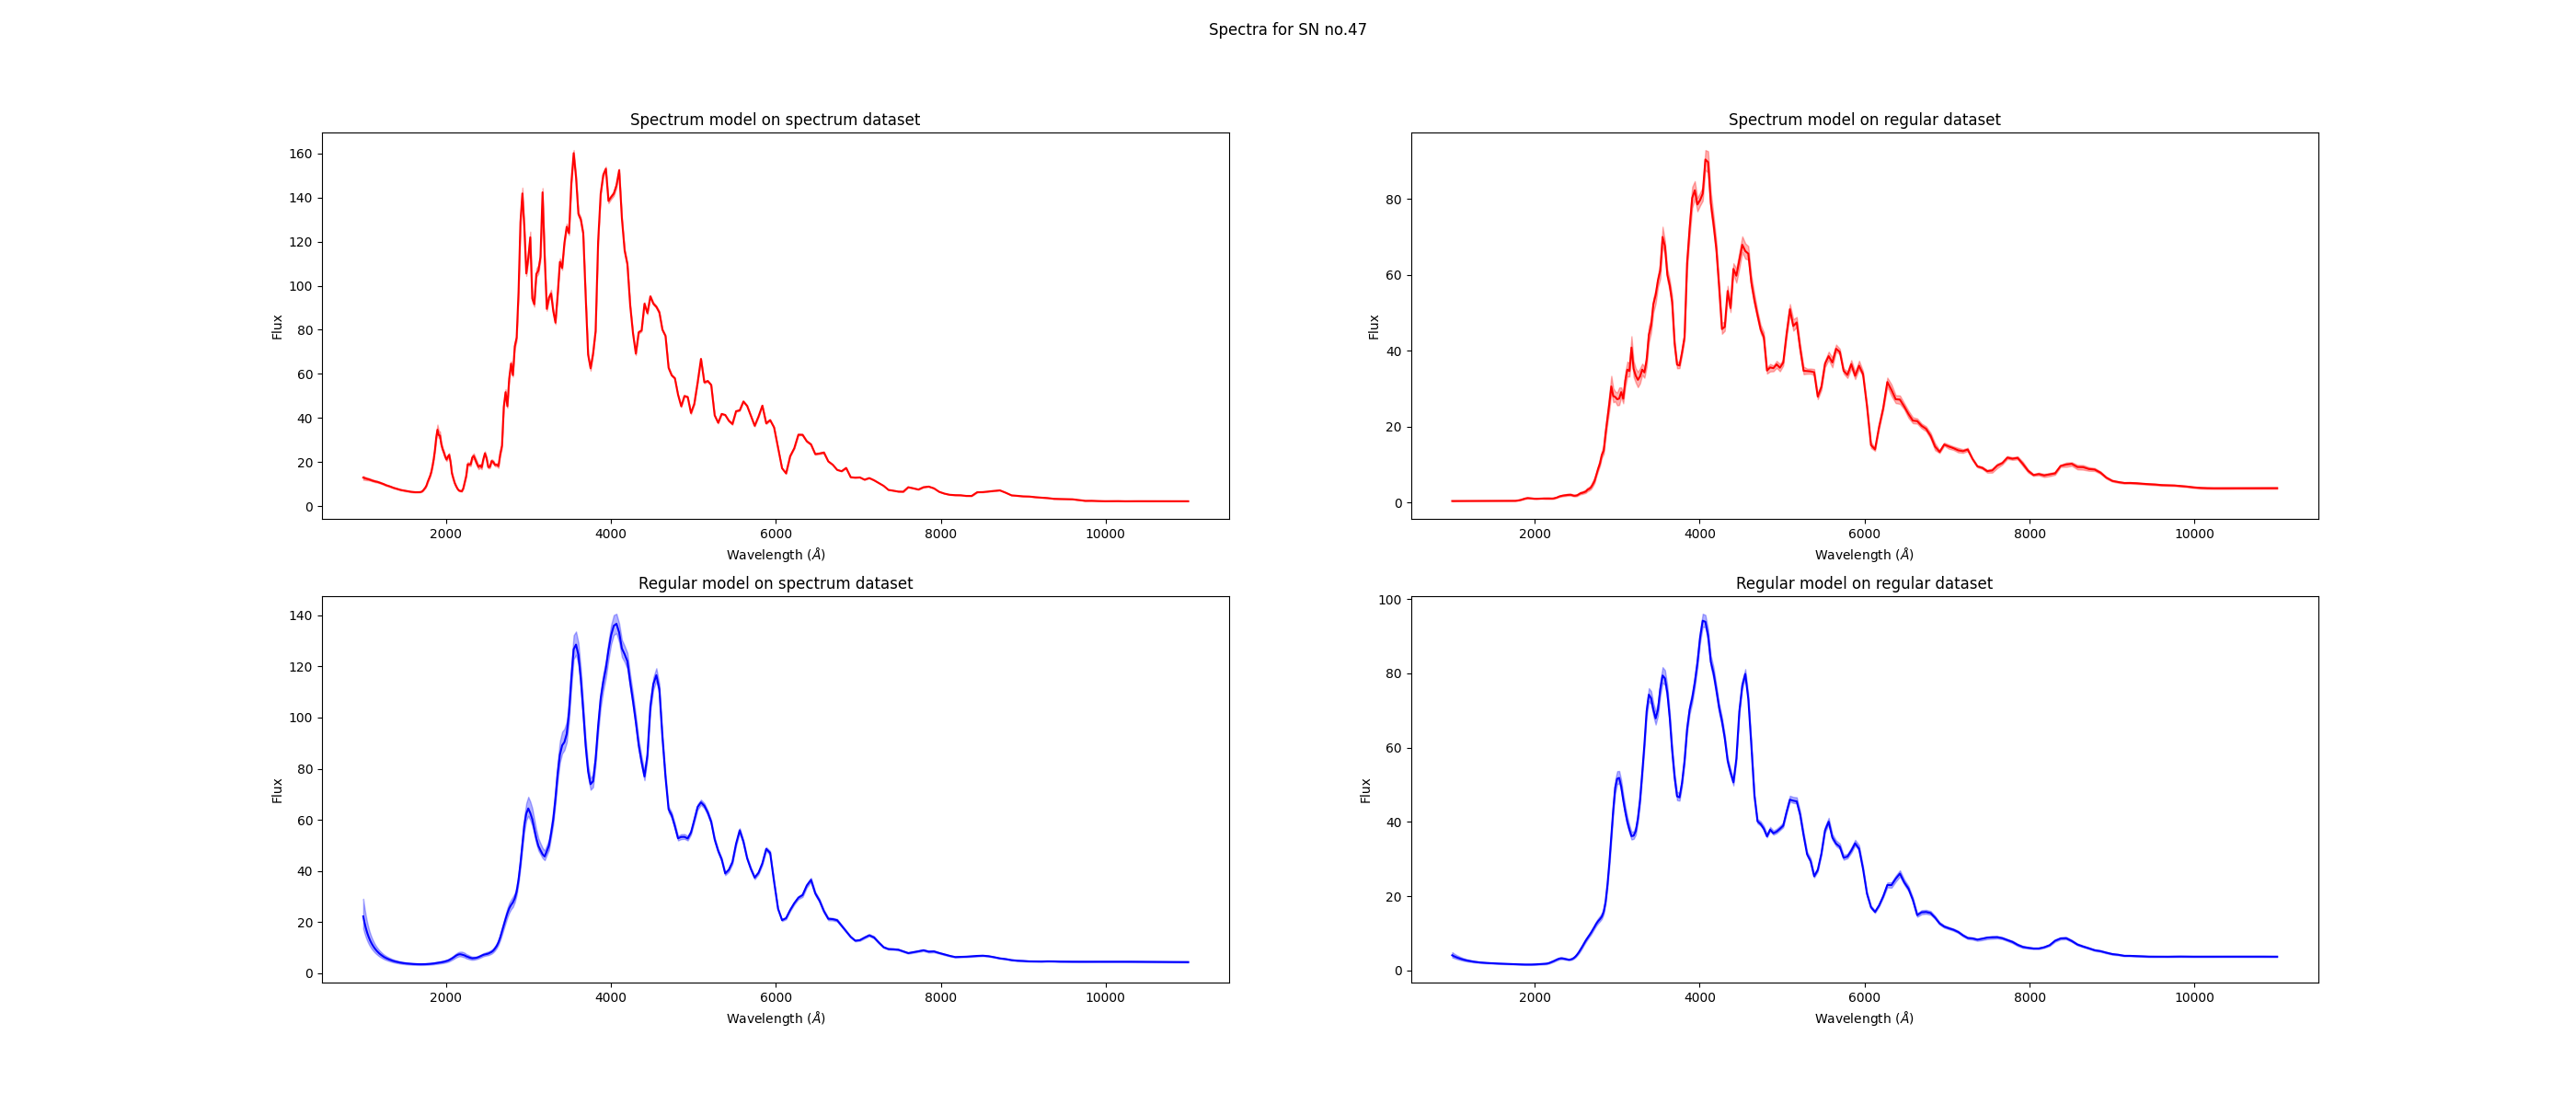 Spectra for SN no.47
Spectrum model on spectrum dataset
160
140
120
100
80
60
40
20
0
Flux
2000 4000 6000 8000 10000
Wavelength (Å)
Spectrum model on regular dataset
80
60
40
20
0
Flux
2000 4000 6000 8000 10000
Wavelength (Å)
Regular model on spectrum dataset
140
120
100
80
60
40
20
0
Flux
2000 4000 6000 8000 10000
Wavelength (Å)
Regular model on regular dataset
100
80
60
40
20
0
Flux
2000 4000 6000 8000 10000
Wavelength (Å)